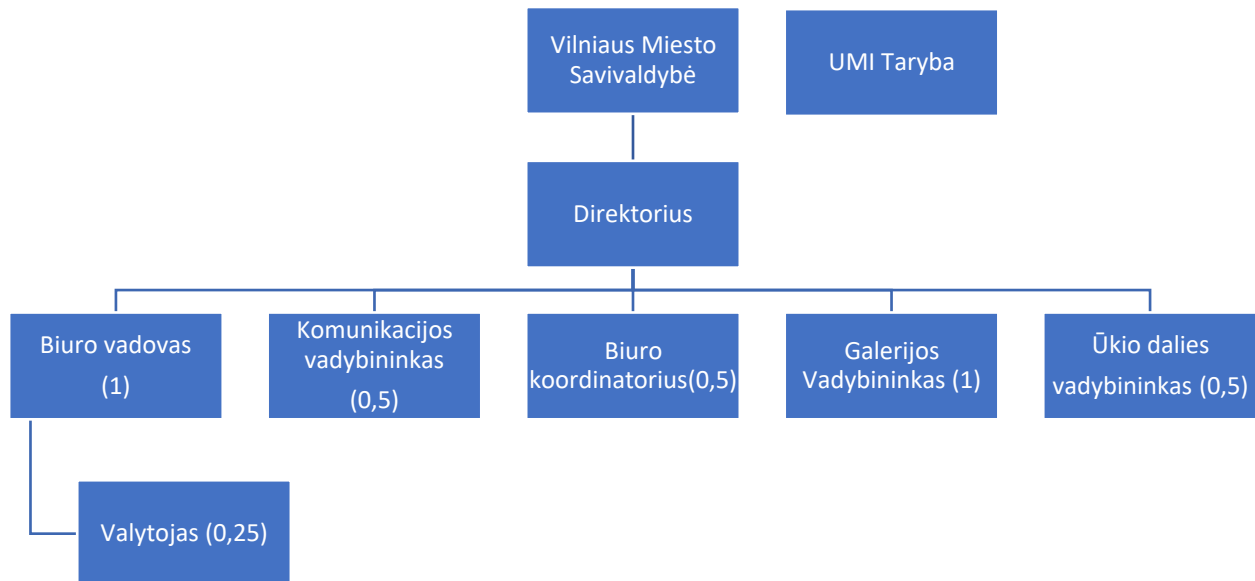 Vilniaus Miesto
Savivaldybė
UMI Taryba
Direktorius
Biuro vadovas
(1)
Komunikacijos
vadybininkas
(0,5)
Biuro
koordinatorius(0,5)
Galerijos
Vadybininkas (1)
Ūkio dalies
vadybininkas (0,5)
Valytojas (0,25)